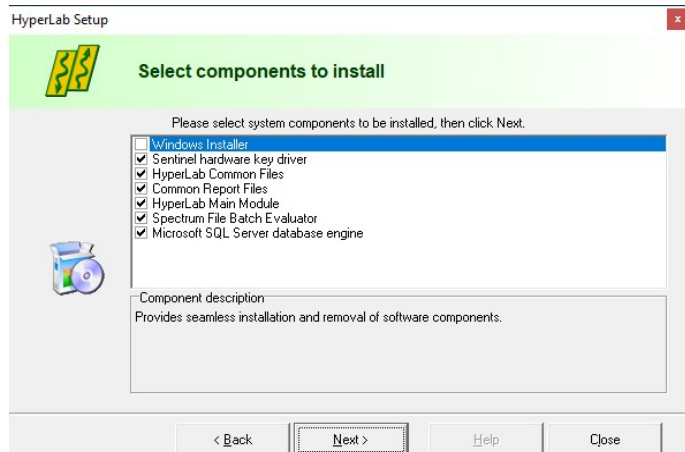 HyperLab Setup
x
Select components to install
Please select system components to be installed, then click Next.
Windows Installer
Sentinel hardware key driver
HyperLab Common Files
Common Report Files
HyperLab Main Module
Spectrum File Batch Evaluator
Microsoft SQL Server database engine
Component description
Provides seamless installation and removal of software components.
< Back Next > Help Close